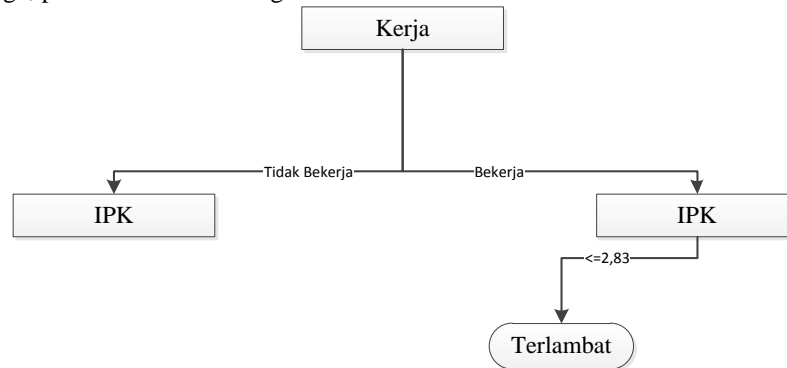 Kerja
Tidak Bekerja
Bekerja
IPK
IPK
<=2,83
Terlambat